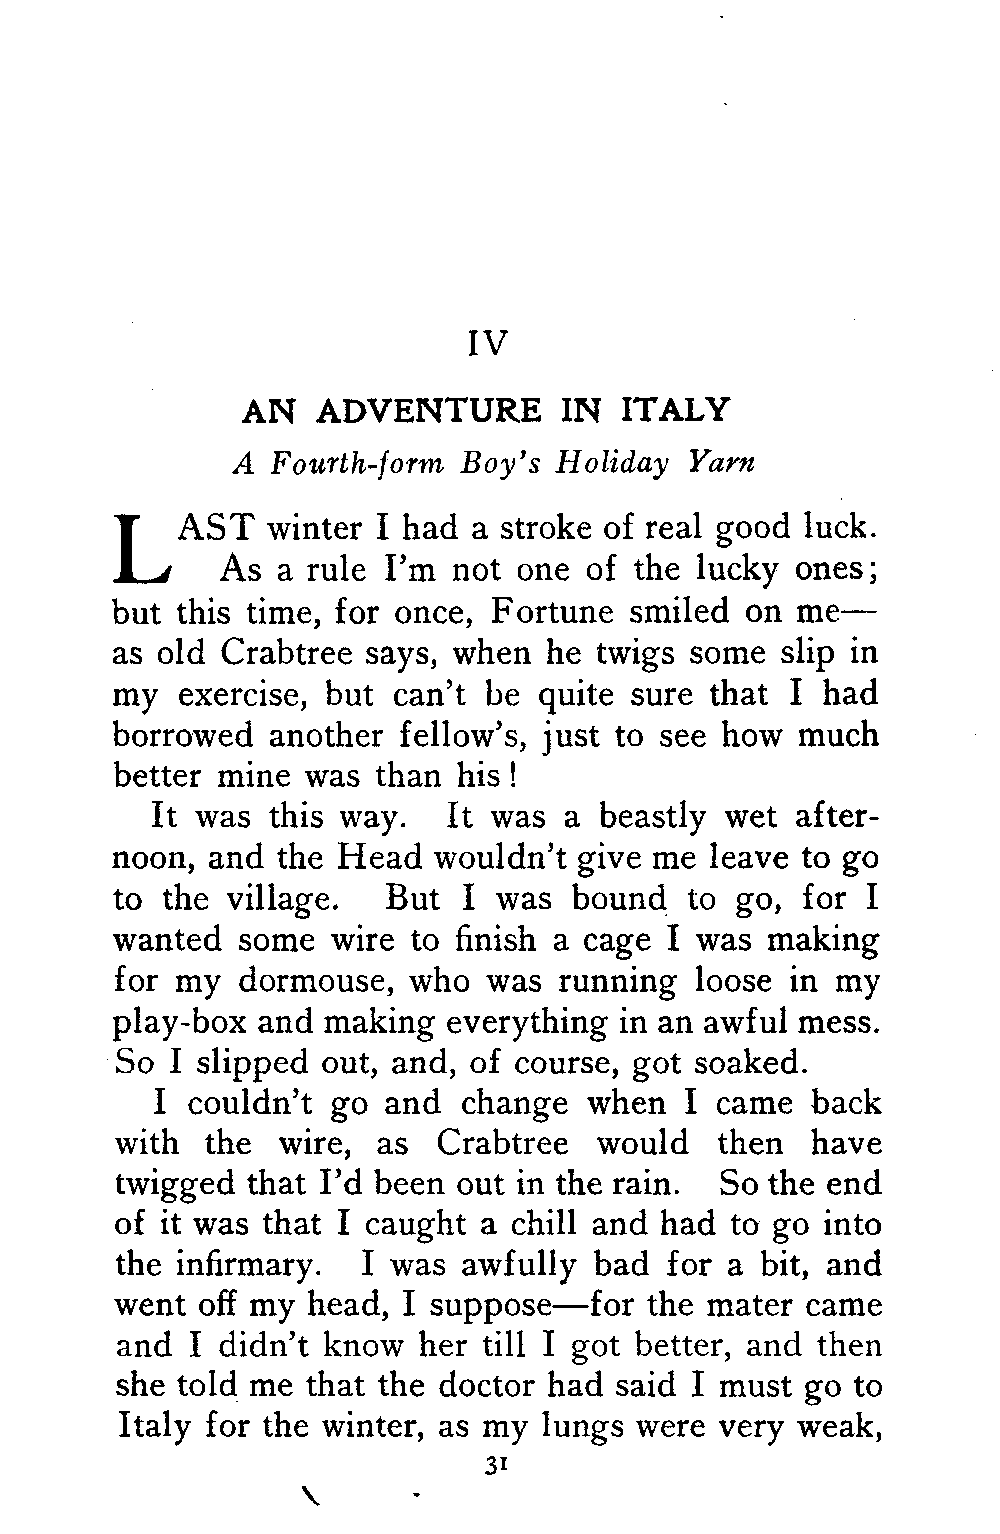 IV
AN ADVENTURE IN ITALY
A Fourth-form Boy's Holiday Yarn
LAST winter I had a stroke of real good luck.
As a rule I'm not one of the lucky ones;
but this time, for once, Fortune smiled on me—
as old Crabtree says, when he twigs some slip in
my exercise, but can't be quite sure that I had
borrowed another fellow's, just to see how much
better mine was than his!
It was this way. It was a beastly wet after-
noon, and the Head wouldn't give me leave to go
to the village. But I was bound to go, for I
wanted some wire to finish a cage I was making
for my dormouse, who was running loose in my
play-box and making everything in an awful mess.
So I slipped out, and, of course, got soaked.
I couldn't go and change when I came back
with the wire, as Crabtree would then have
twigged that I'd been out in the rain. So the end
of it was that I caught a chill and had to go into
the infirmary. I was awfully bad for a bit, and
went off my head, I suppose—for the mater came
and I didn't know her till I got better, and then
she told me that the doctor had said I must go to
Italy for the winter, as my lungs were very weak,
31